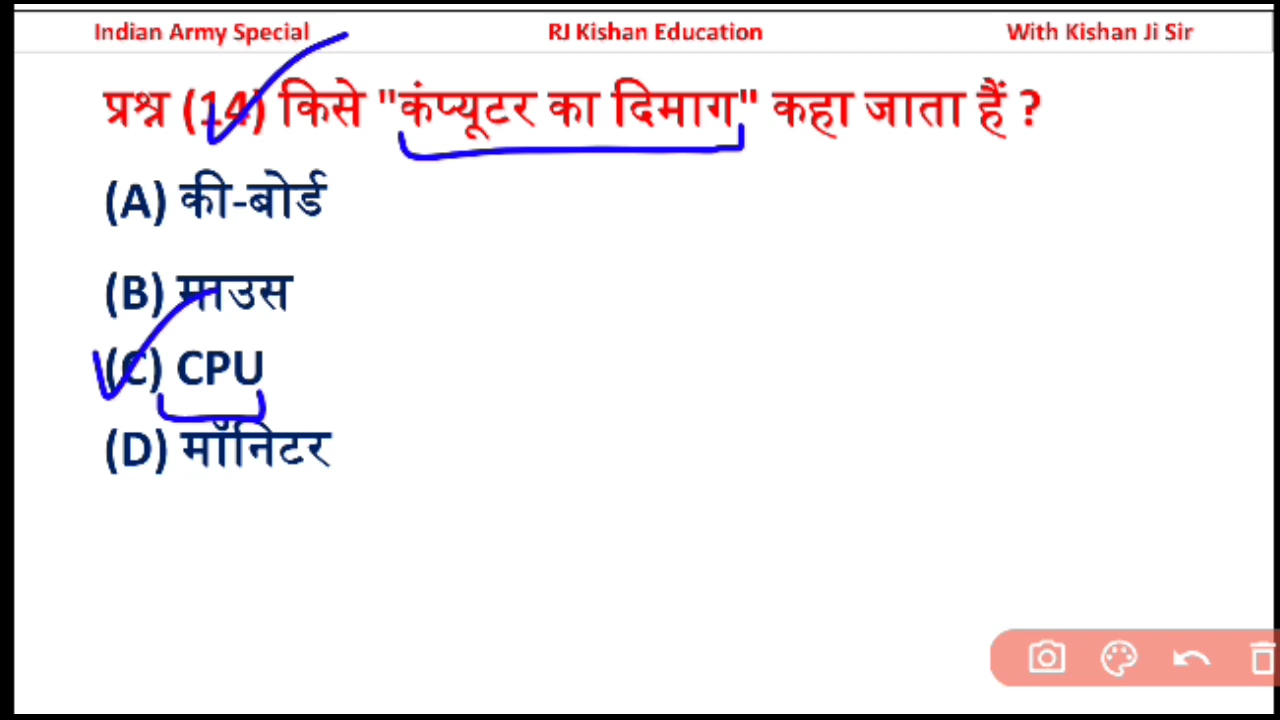 Indian Army Special RJ Kishan Education With Kishan Ji Sir
प्रश्न (14) किसे "कंप्यूटर का दिमाग" कहा जाता हैं ?
(A) की-बोर्ड
(B) माउस
(C) CPU
(D) मॉनिटर